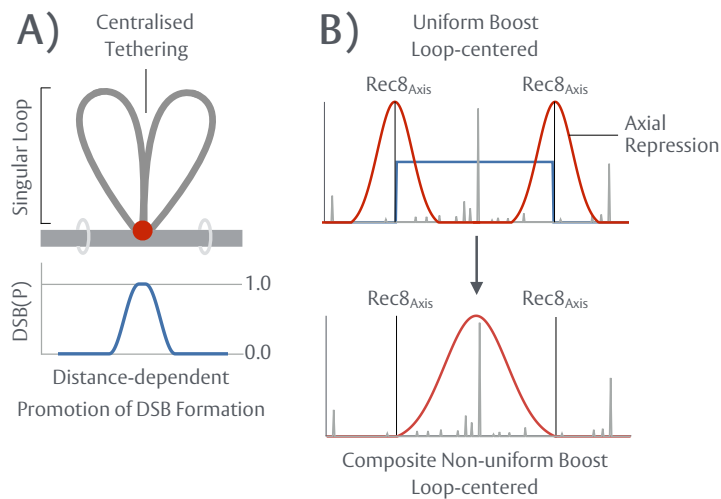 A)
Centralised
Tethering
Singular Loop
DSB(P)
1.0
0.0
Distance-dependent
Promotion of DSB Formation
B)
Uniform Boost
Loop-centered
Rec8Axis
Rec8Axis
Axial
Repression
Rec8Axis
Rec8Axis
Composite Non-uniform Boost
Loop-centered